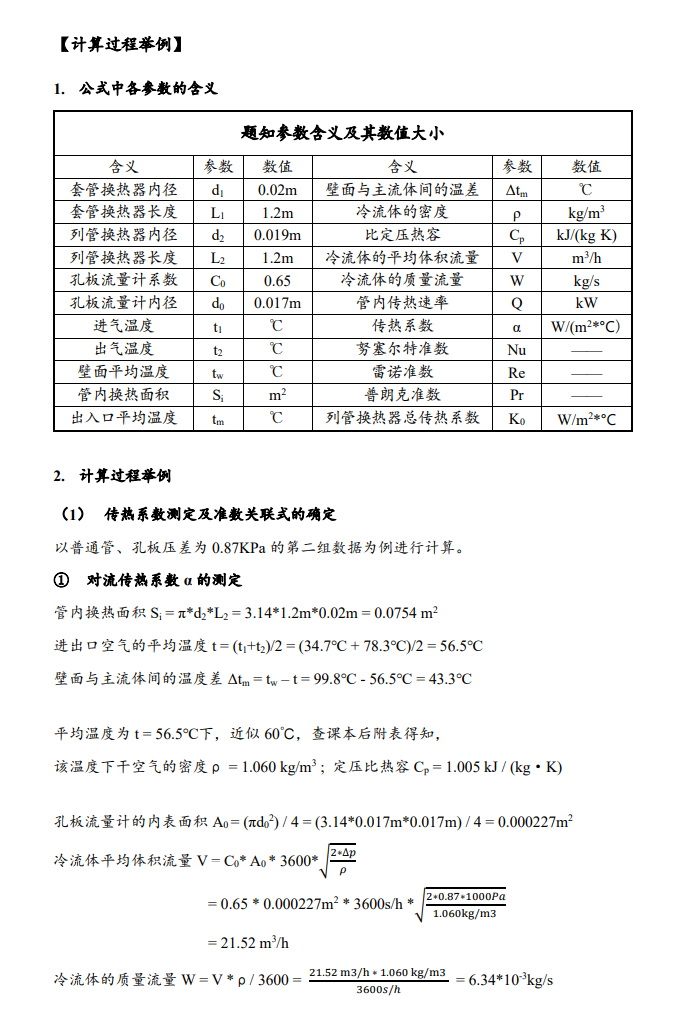 【计算过程举例】
1. 公式中各参数的含义
题知参数含义及其数值大小
含义 参数 数值 含义 参数 数值
套管换热器内径 d₁ 0.02m 壁面与主流体间的温差 Δtₘ ℃
套管换热器长度 L₁ 1.2m 冷流体的密度 ρ kg/m³
列管换热器内径 d₂ 0.019m 比定压热容 Cₚ kJ/(kg·K)
列管换热器长度 L₂ 1.2m 冷流体的平均体积流量 V m³/h
孔板流量计系数 C₀ 0.65 冷流体的质量流量 W kg/s
孔板流量计内径 d₀ 0.017m 管内传热速率 Q kW
进气温度 t₁ ℃ 传热系数 α W/(m²*℃)
出气温度 t₂ ℃ 努塞尔特准数 Nu ——
壁面平均温度 tw ℃ 雷诺准数 Re ——
管内换热面积 Sᵢ m² 普朗克准数 Pr ——
出入口平均温度 tₘ ℃ 列管换热器总传热系数 K₀ W/m²*℃
2. 计算过程举例
（1） 传热系数测定及准数关联式的确定
以普通管、孔板压差为 0.87KPa 的第二组数据为例进行计算。
① 对流传热系数 α 的测定
管内换热面积 Sᵢ = π*d₂*L₂ = 3.14*1.2m*0.02m = 0.0754 m²
进出口空气的平均温度 t = (t₁+t₂)/2 = (34.7℃ + 78.3℃)/2 = 56.5℃
壁面与主流体间的温度差 Δtₘ = tw – t = 99.8℃ - 56.5℃ = 43.3℃
平均温度为 t = 56.5℃下，近似 60℃，查课本后附表得知，
该温度下干空气的密度 ρ = 1.060 kg/m³；定压比热容 Cₚ = 1.005 kJ / (kg·K)
孔板流量计的内表面积 A₀ = (πd₀²) / 4 = (3.14*0.017m*0.017m) / 4 = 0.000227m²
冷流体平均体积流量 V = C₀* A₀ * 3600*√(2*Δp/ρ)
= 0.65 * 0.000227m² * 3600s/h *√(2*0.87*1000Pa/1.060kg/m3)
= 21.52 m³/h
冷流体的质量流量 W = V * ρ / 3600 = (21.52 m3/h * 1.060 kg/m3)/(3600s/h) = 6.34*10⁻³kg/s